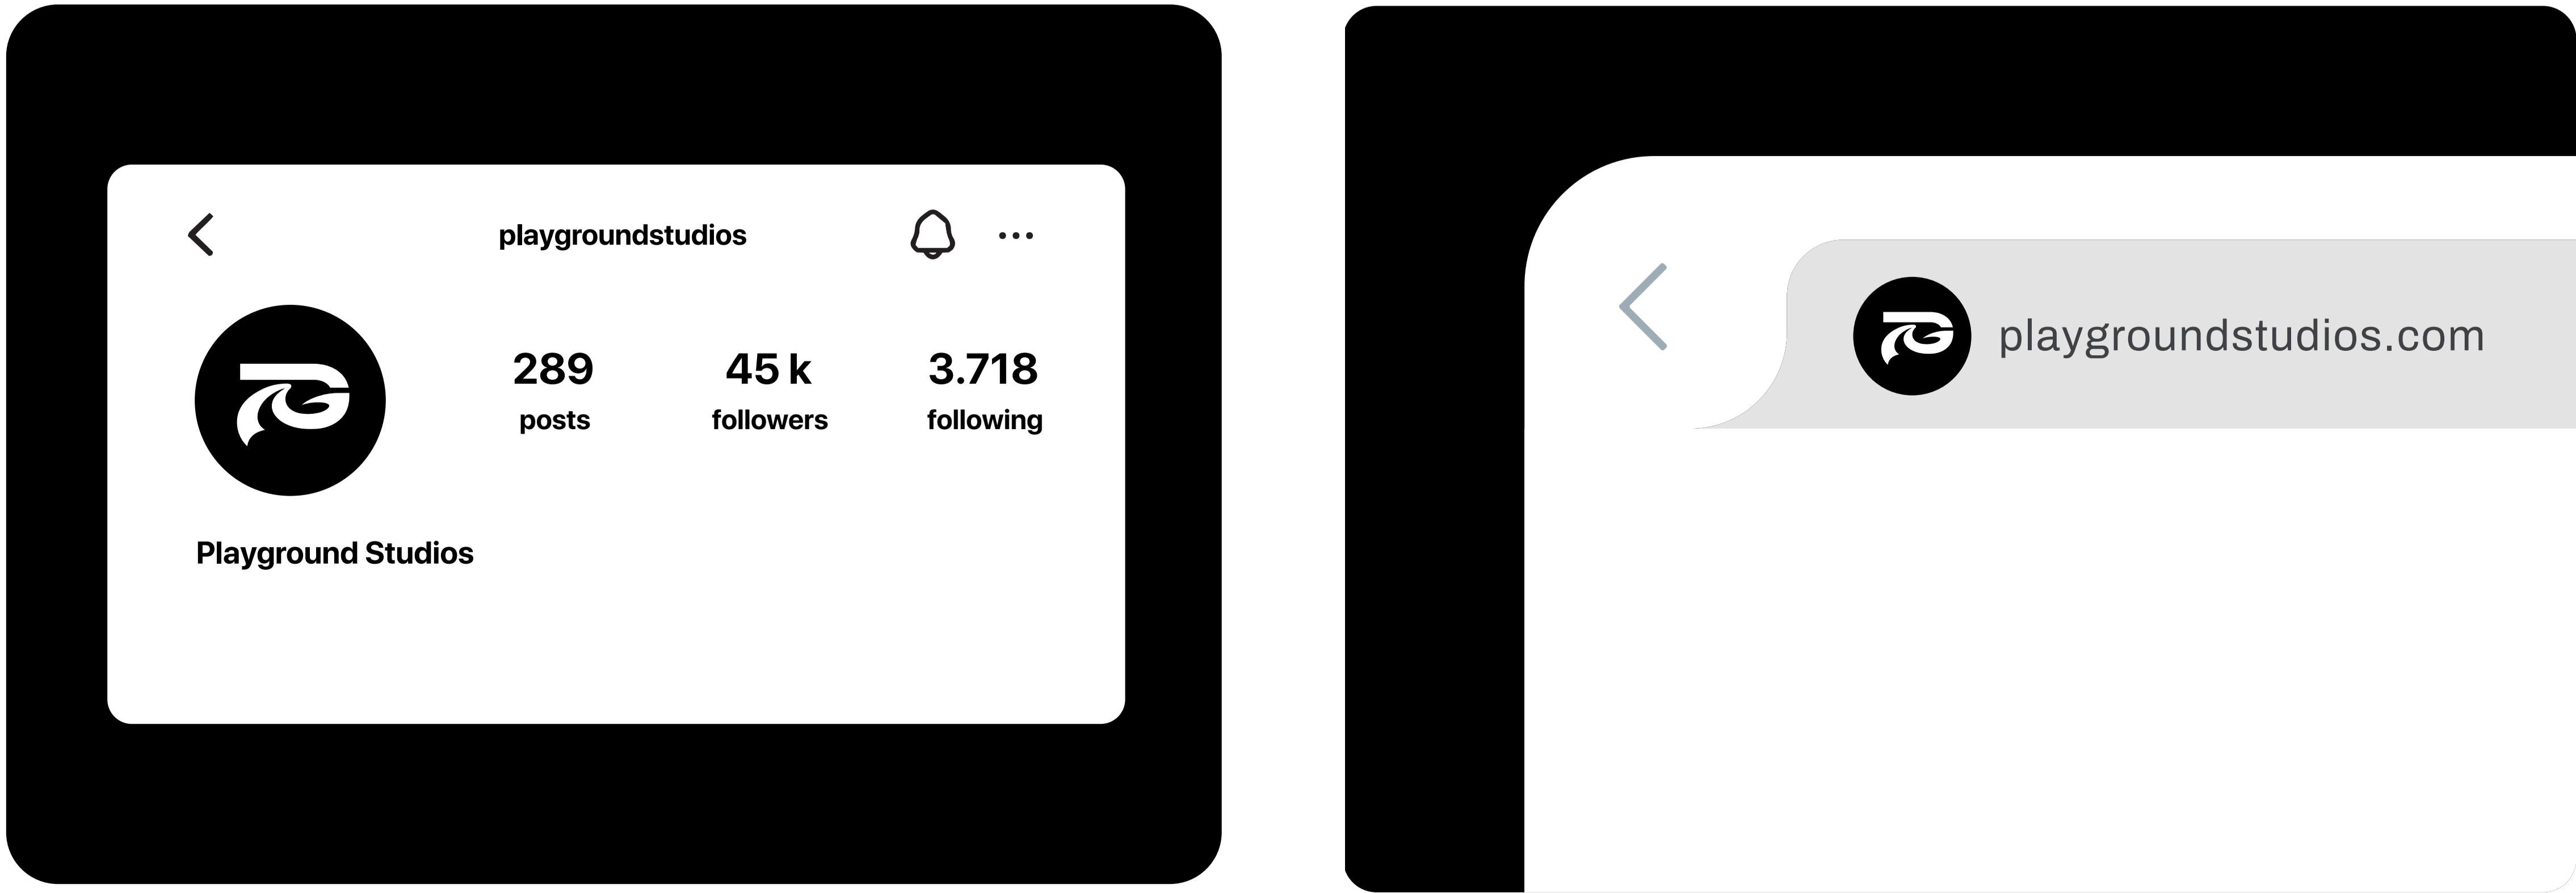 playgroundstudios
289 45 k 3.718
posts followers following
Playground Studios
playgroundstudios.com